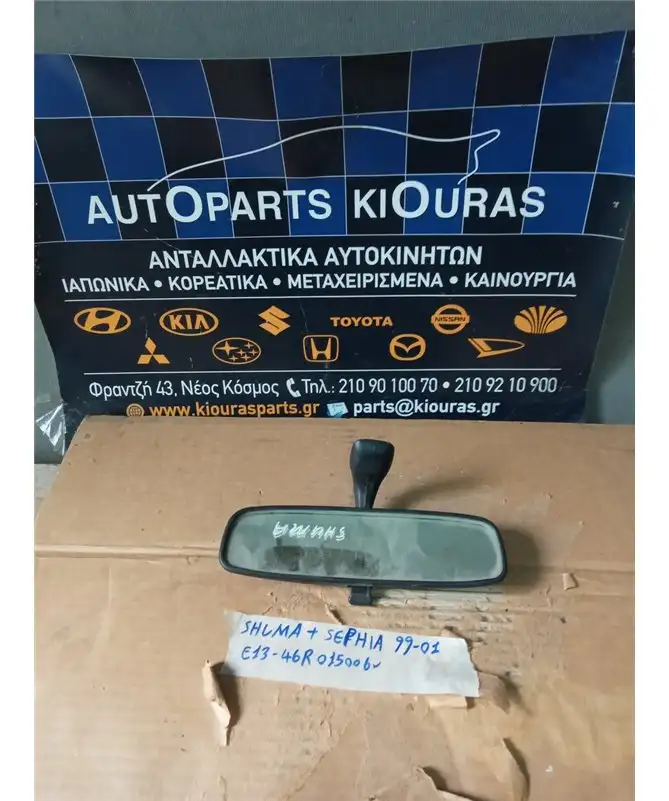 AUTOPARTS KIOURAS
ΑΝΤΑΛΛΑΚΤΙΚΑ ΑΥΤΟΚΙΝΗΤΩΝ
ΙΑΠΩΝΙΚΑ • ΚΟΡΕΑΤΙΚΑ • ΜΕΤΑΧΕΙΡΙΣΜΕΝΑ • ΚΑΙΝΟΥΡΓΙΑ
KIA TOYOTA NISSAN
Φραντζή 43, Νέος Κόσμος Τηλ.: 210 90 100 70 • 210 92 10 900
www.kiourasparts.gr parts@kiouras.gr
SHUMA + SEPHIA 99-01
E13-46R 015006